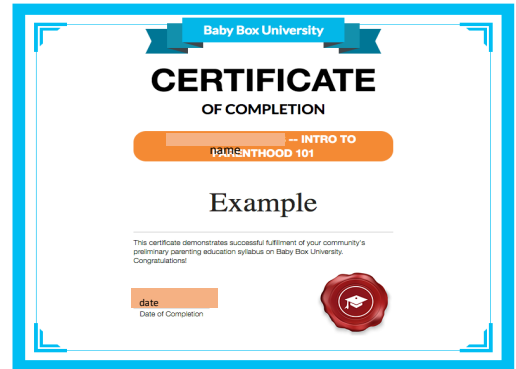 Baby Box University
CERTIFICATE
OF COMPLETION
-- INTRO TO
name
PARENTHOOD 101
Example
This certificate demonstrates successful fulfillment of your community's
preliminary parenting education syllabus on Baby Box University.
Congratulations!
date
Date of Completion